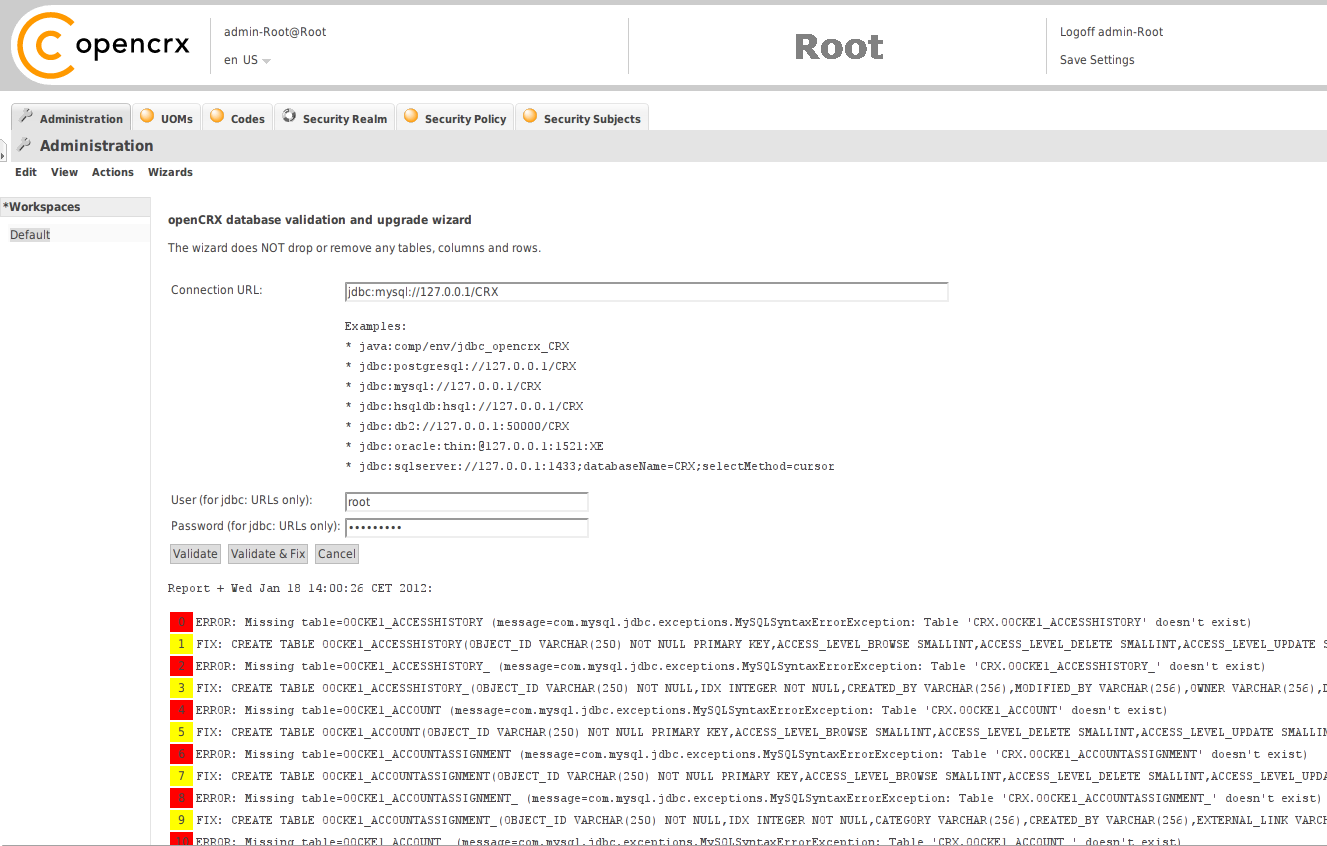 opencrx
admin-Root@Root
en US
Root
Logoff admin-Root
Save Settings
Administration
UOMs
Codes
Security Realm
Security Policy
Security Subjects
Administration
Edit View Actions Wizards
*Workspaces
Default
openCRX database validation and upgrade wizard
The wizard does NOT drop or remove any tables, columns and rows.
Connection URL: jdbc:mysql://127.0.0.1/CRX
Examples:
* java:comp/env/jdbc_opencrx_CRX
* jdbc:postgresql://127.0.0.1/CRX
* jdbc:mysql://127.0.0.1/CRX
* jdbc:hsqldb:hsql://127.0.0.1/CRX
* jdbc:db2://127.0.0.1:50000/CRX
* jdbc:oracle:thin:@127.0.0.1:1521:XE
* jdbc:sqlserver://127.0.0.1:1433;databaseName=CRX;selectMethod=cursor
User (for jdbc: URLs only): root
Password (for jdbc: URLs only): •••••••••
Validate Validate & Fix Cancel
Report + Wed Jan 18 14:00:26 CET 2012:
0 ERROR: Missing table=OOCKE1_ACCESSHISTORY (message=com.mysql.jdbc.exceptions.MySQLSyntaxErrorException: Table 'CRX.OOCKE1_ACCESSHISTORY' doesn't exist)
1 FIX: CREATE TABLE OOCKE1_ACCESSHISTORY(OBJECT_ID VARCHAR(250) NOT NULL PRIMARY KEY,ACCESS_LEVEL_BROWSE SMALLINT,ACCESS_LEVEL_DELETE SMALLINT,ACCESS_LEVEL_UPDATE S
2 ERROR: Missing table=OOCKE1_ACCESSHISTORY_ (message=com.mysql.jdbc.exceptions.MySQLSyntaxErrorException: Table 'CRX.OOCKE1_ACCESSHISTORY_' doesn't exist)
3 FIX: CREATE TABLE OOCKE1_ACCESSHISTORY_(OBJECT_ID VARCHAR(250) NOT NULL,IDX INTEGER NOT NULL,CREATED_BY VARCHAR(256),MODIFIED_BY VARCHAR(256),OWNER VARCHAR(256),D
4 ERROR: Missing table=OOCKE1_ACCOUNT (message=com.mysql.jdbc.exceptions.MySQLSyntaxErrorException: Table 'CRX.OOCKE1_ACCOUNT' doesn't exist)
5 FIX: CREATE TABLE OOCKE1_ACCOUNT(OBJECT_ID VARCHAR(250) NOT NULL PRIMARY KEY,ACCESS_LEVEL_BROWSE SMALLINT,ACCESS_LEVEL_DELETE SMALLINT,ACCESS_LEVEL_UPDATE SMALLIN
6 ERROR: Missing table=OOCKE1_ACCOUNTASSIGNMENT (message=com.mysql.jdbc.exceptions.MySQLSyntaxErrorException: Table 'CRX.OOCKE1_ACCOUNTASSIGNMENT' doesn't exist)
7 FIX: CREATE TABLE OOCKE1_ACCOUNTASSIGNMENT(OBJECT_ID VARCHAR(250) NOT NULL PRIMARY KEY,ACCESS_LEVEL_BROWSE SMALLINT,ACCESS_LEVEL_DELETE SMALLINT,ACCESS_LEVEL_UPDA
8 ERROR: Missing table=OOCKE1_ACCOUNTASSIGNMENT_ (message=com.mysql.jdbc.exceptions.MySQLSyntaxErrorException: Table 'CRX.OOCKE1_ACCOUNTASSIGNMENT_' doesn't exist)
9 FIX: CREATE TABLE OOCKE1_ACCOUNTASSIGNMENT_(OBJECT_ID VARCHAR(250) NOT NULL,IDX INTEGER NOT NULL,CATEGORY VARCHAR(256),CREATED_BY VARCHAR(256),EXTERNAL_LINK VARCH
10 ERROR: Missing table=OOCKE1_ACCOUNT_ (message=com.mysql.jdbc.exceptions.MySQLSyntaxErrorException: Table 'CRX.OOCKE1_ACCOUNT_' doesn't exist)